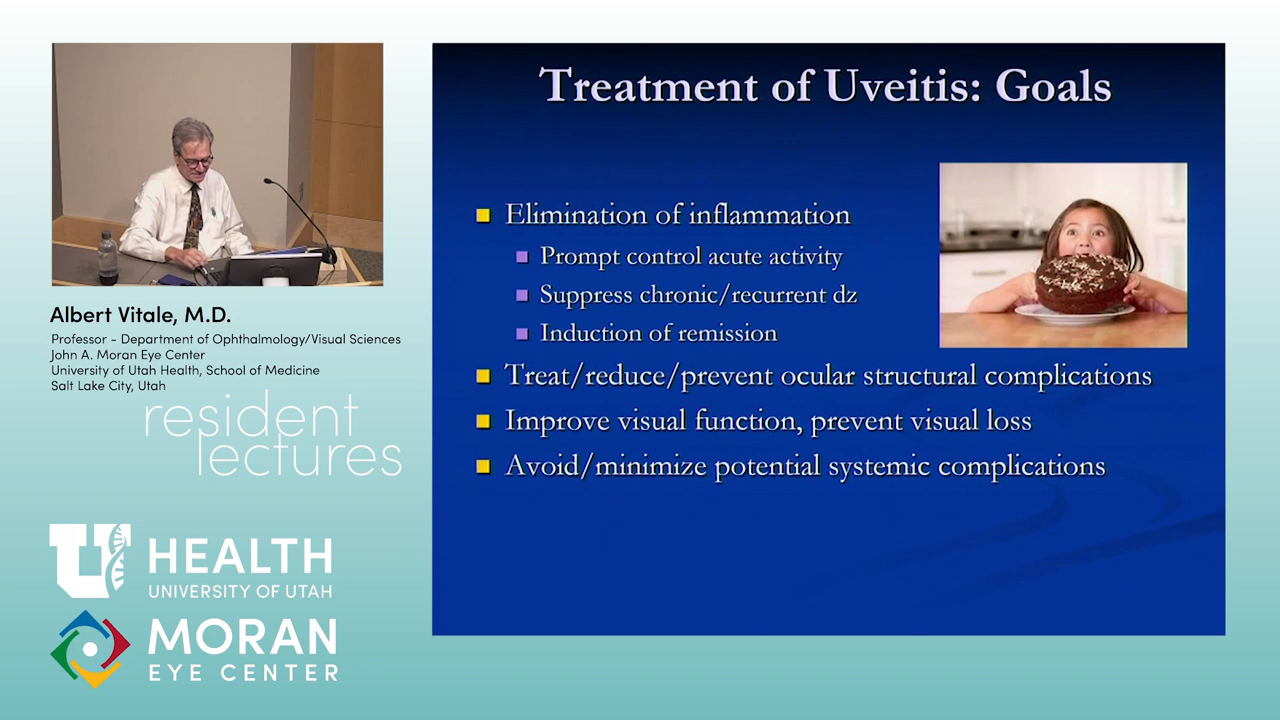 Albert Vitale, M.D.
Professor - Department of Ophthalmology/Visual Sciences
John A. Moran Eye Center
University of Utah Health, School of Medicine
Salt Lake City, Utah
resident
lectures
U HEALTH
UNIVERSITY OF UTAH
MORAN
EYE CENTER
Treatment of Uveitis: Goals
Elimination of inflammation
Prompt control acute activity
Suppress chronic/recurrent dz
Induction of remission
Treat/reduce/prevent ocular structural complications
Improve visual function, prevent visual loss
Avoid/minimize potential systemic complications